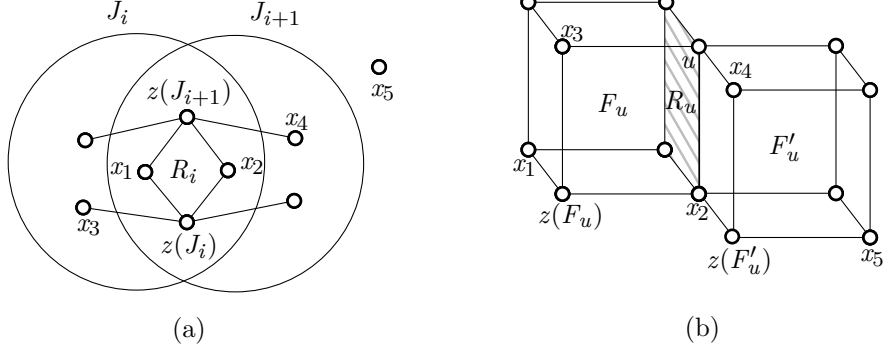 J_i J_{i+1}
z(J_{i+1})
x_4
x_5
x_1 R_i x_2
x_3
z(J_i)
(a)
x_3
u
x_4
F_u R_u
F'_u
x_1
z(F_u) x_2
z(F'_u) x_5
(b)